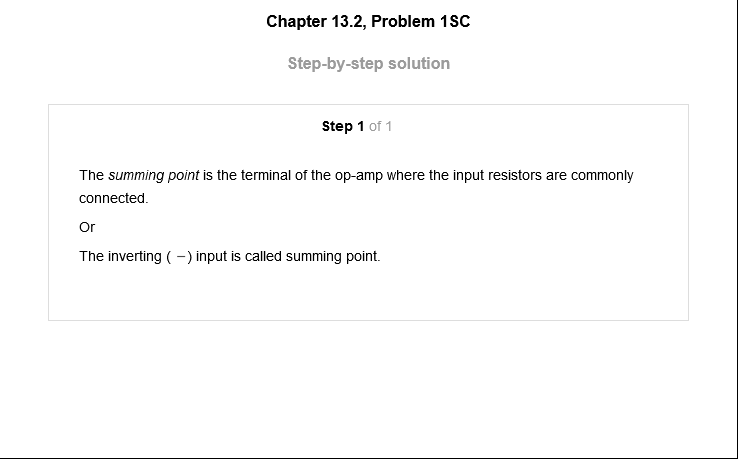 Chapter 13.2, Problem 1SC
Step-by-step solution
Step 1 of 1
The summing point is the terminal of the op-amp where the input resistors are commonly
connected.
Or
The inverting ( −) input is called summing point.